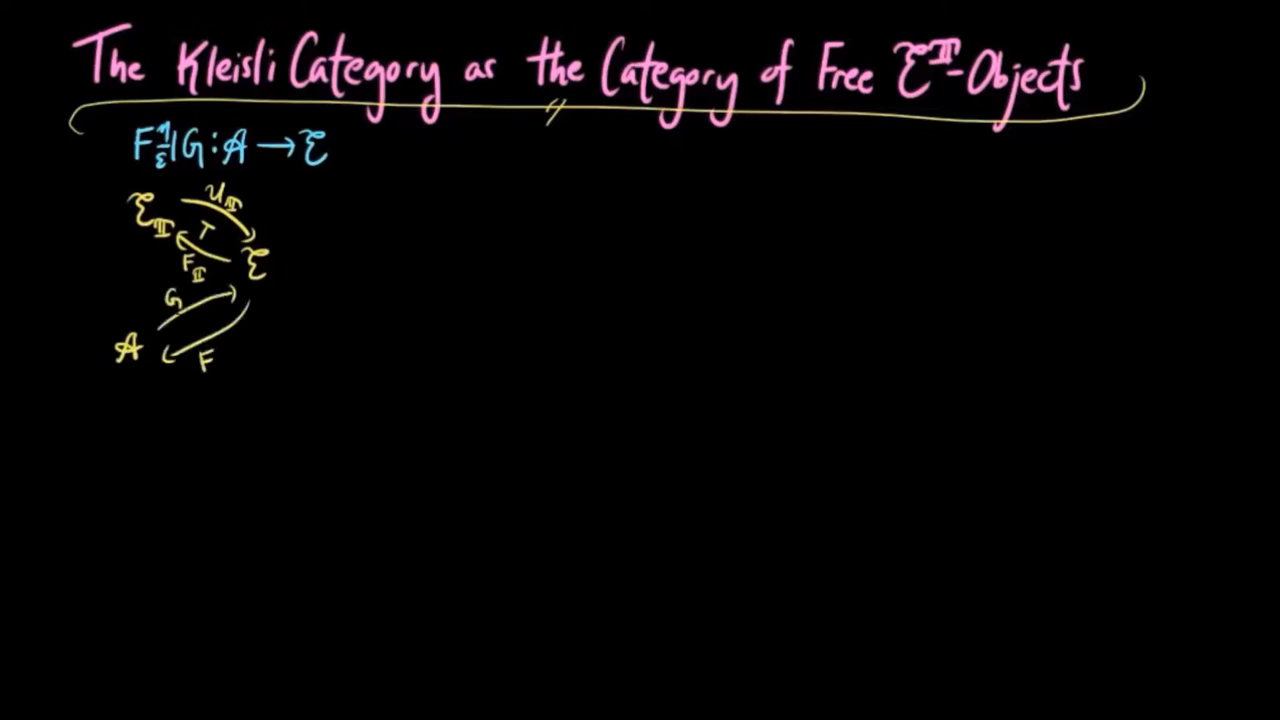 The Kleisli Category as the Category of Free ℰ^𝕋-Objects
F η/ε| G : 𝒜 → ℰ
U_𝕋
ℰ_𝕋
⊤
F_𝕋
ℰ
G
𝒜
F